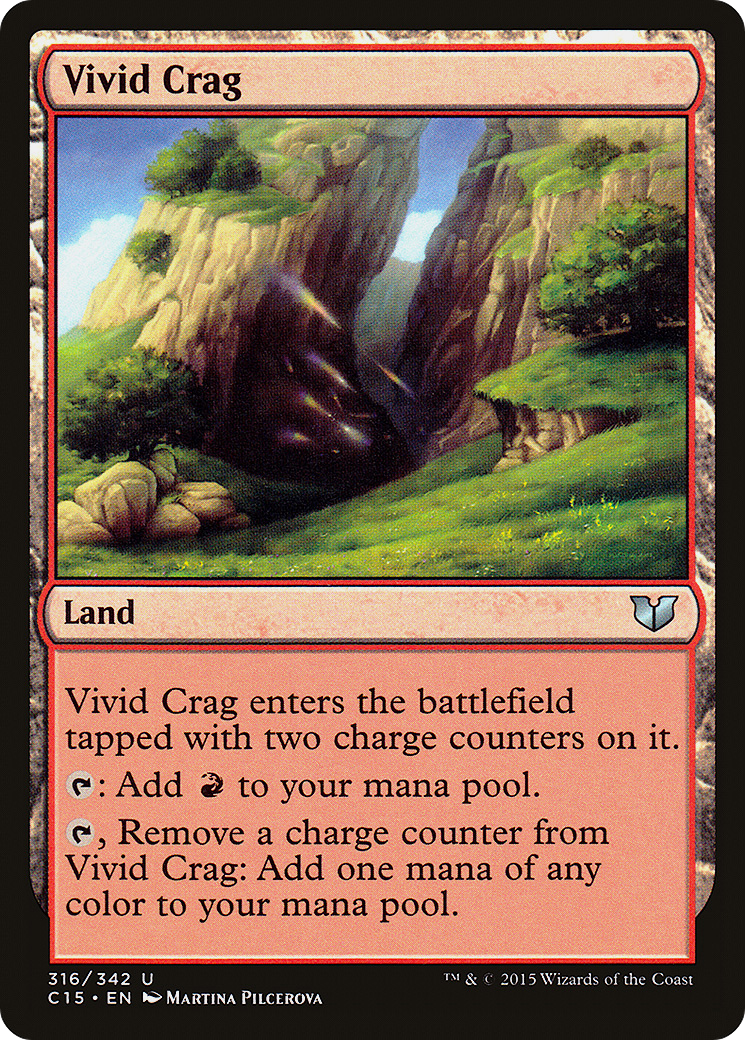 Vivid Crag
Land
Vivid Crag enters the battlefield
tapped with two charge counters on it.
: Add to your mana pool.
, Remove a charge counter from
Vivid Crag: Add one mana of any
color to your mana pool.
316/342 U
™ & © 2015 Wizards of the Coast
C15 • EN Martina Pilcerova